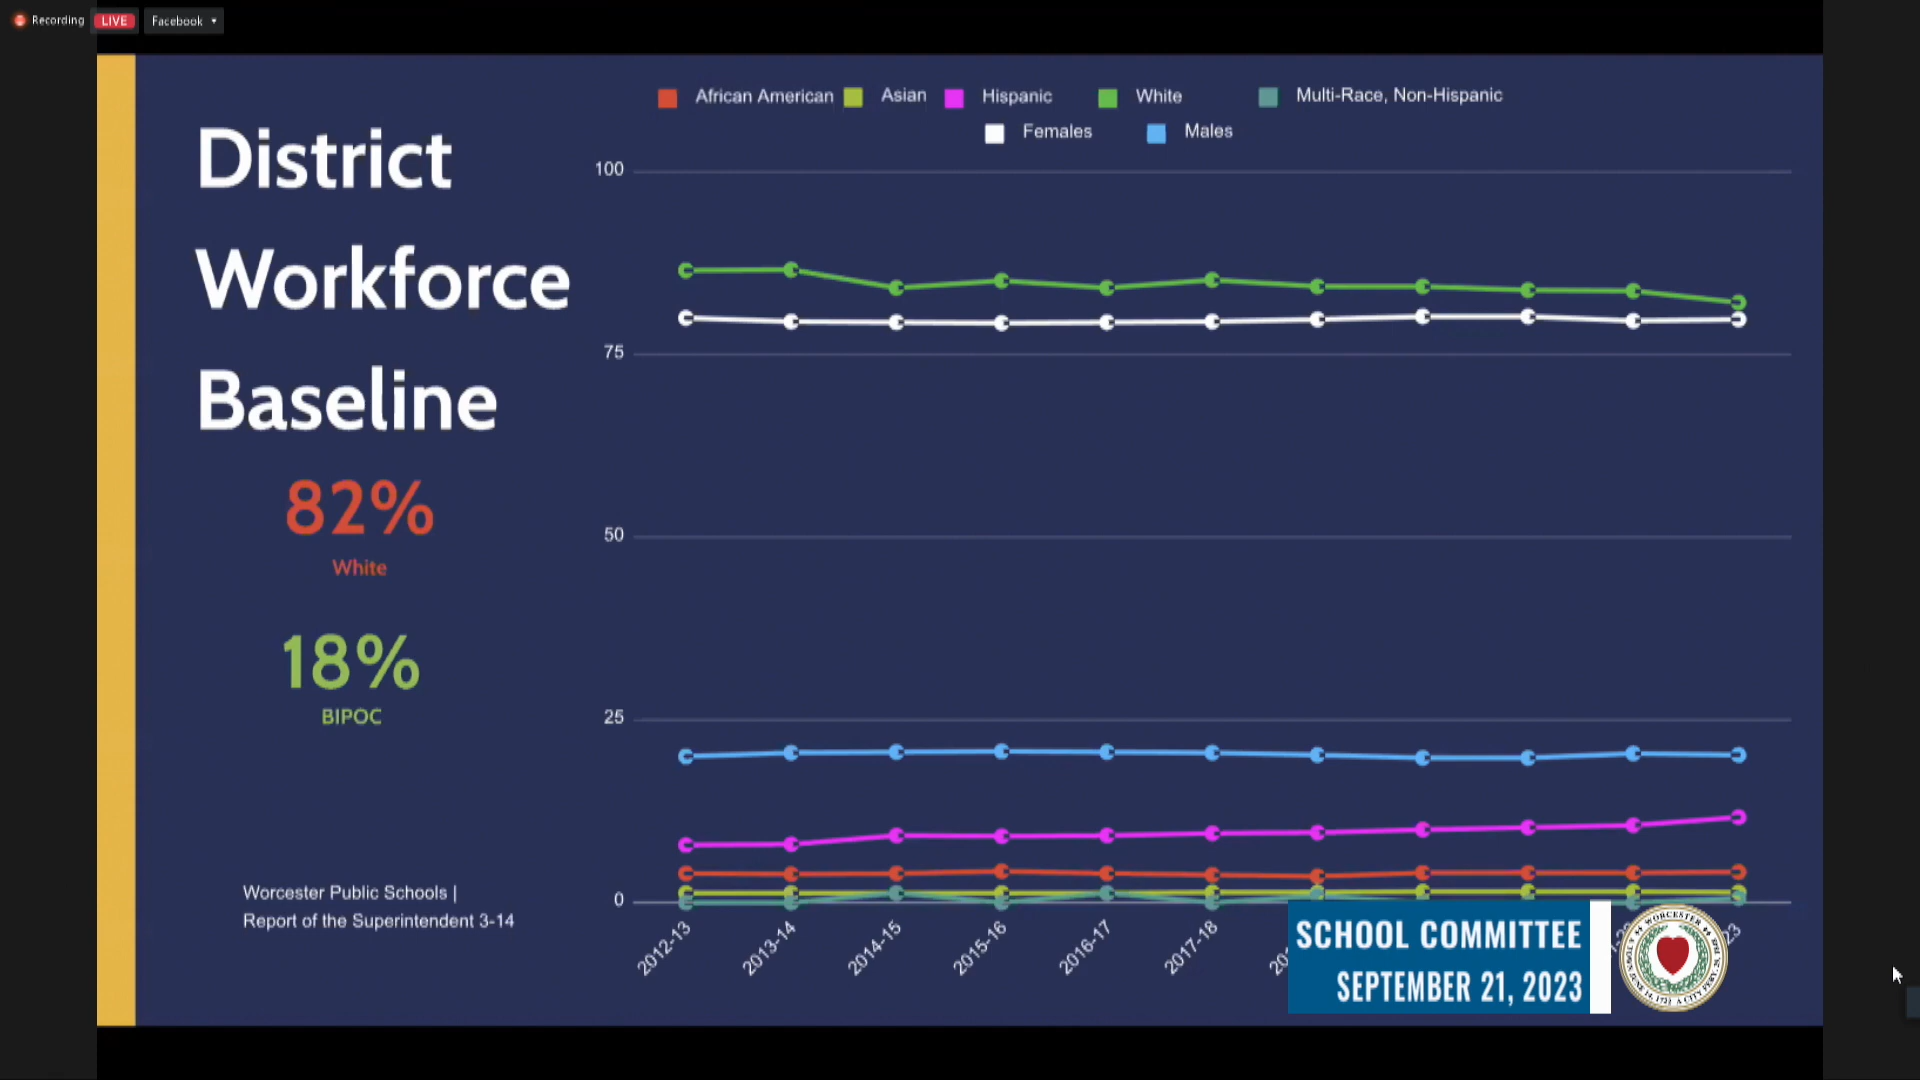 Recording LIVE Facebook
African American Asian Hispanic White Multi-Race, Non-Hispanic
Females Males
District
Workforce
Baseline
82%
White
18%
BIPOC
Worcester Public Schools |
Report of the Superintendent 3-14
100
75
50
25
0
2012-13
2013-14
2014-15
2015-16
2016-17
2017-18
SCHOOL COMMITTEE
SEPTEMBER 21, 2023
WORCESTER